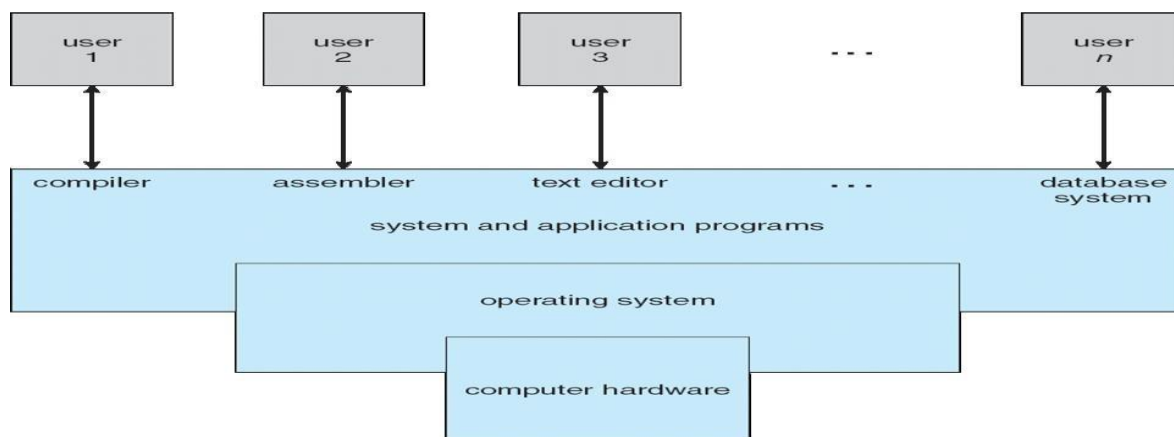 user
1
user
2
user
3
...
user
n
compiler
assembler
text editor
...
database
system
system and application programs
operating system
computer hardware